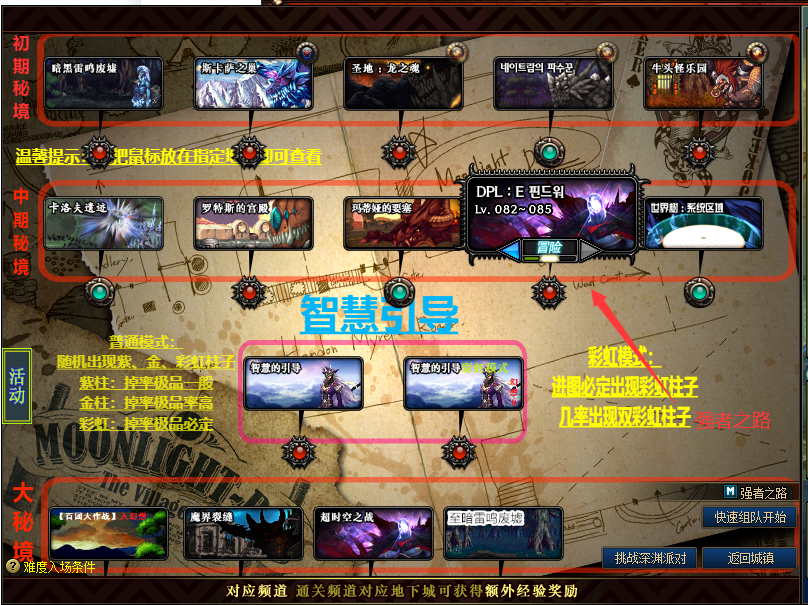 初期秘境
暗黑雷鸣废墟
斯卡萨之巢
圣地：龙之魂
네이트람의 파수꾼
牛头怪乐园
温馨提示：把鼠标放在指定
即可查看
中期秘境
卡洛夫遗迹
罗特斯的宫殿
玛蒂娅的要塞
DPL : E 핀드워
Lv. 082~085
冒险
世界树：系统区域
智慧引导
普通模式：
随机出现紫、金、彩虹柱子
紫柱：掉率极品一般
金柱：掉率极品率高
彩虹：掉率极品必定
活动
智慧的引导
智慧的引导
彩虹模式：
进图必定出现彩虹柱子
几率出现双彩虹柱子
强者之路
MOONLIGHT
The Village
大秘境
【百团大作战】
魔界裂缝
超时空之战
至暗雷鸣废墟
M 强者之路
快速组队开始
挑战深渊派对
返回城镇
? 难度入场条件
对应频道 通关频道对应地下城可获得额外经验奖励